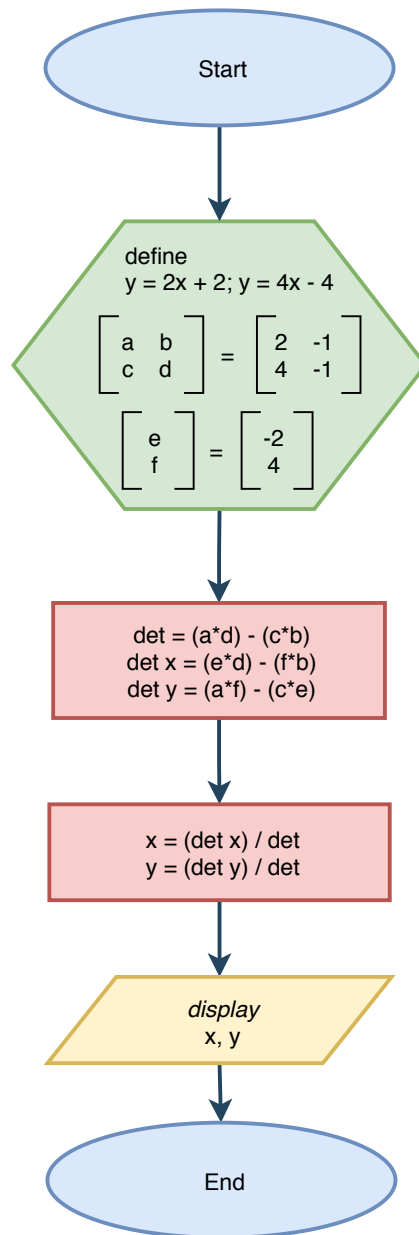 Start
define
y = 2x + 2; y = 4x - 4
a b = 2 -1
c d 4 -1
e = -2
f 4
det = (a*d) - (c*b)
det x = (e*d) - (f*b)
det y = (a*f) - (c*e)
x = (det x) / det
y = (det y) / det
display
x, y
End